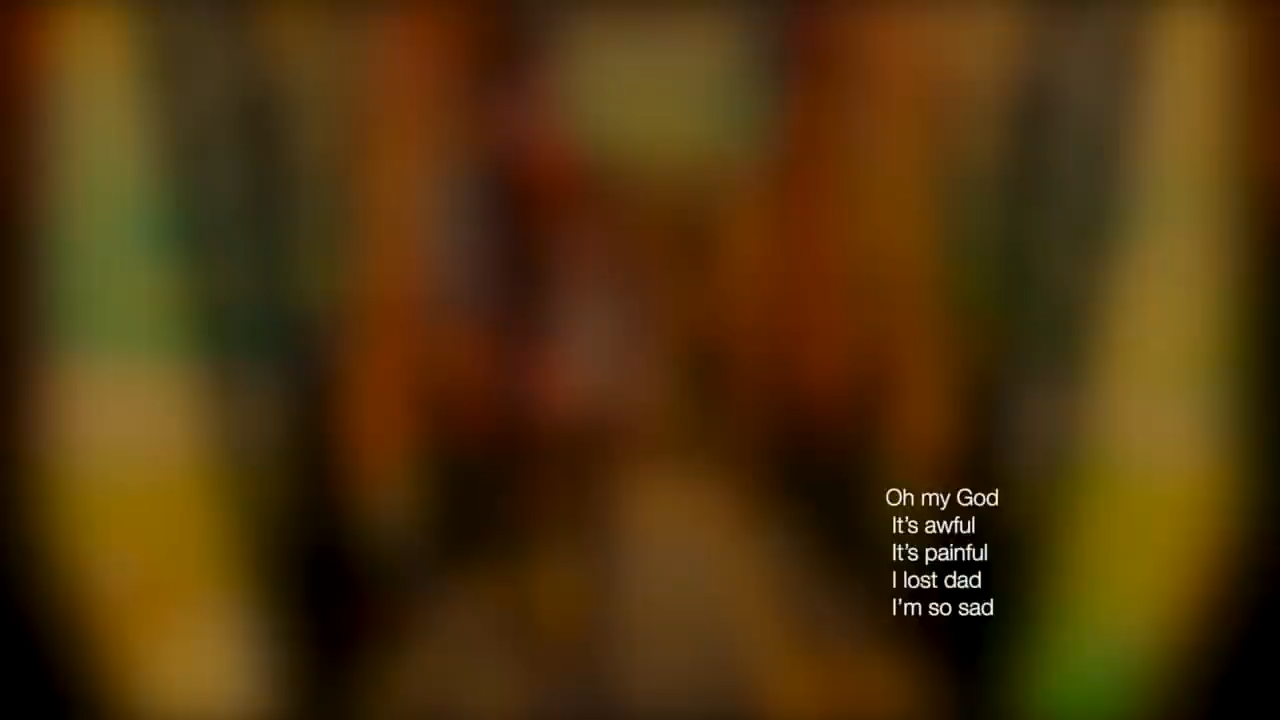 Oh my God
It’s awful
It’s painful
I lost dad
I’m so sad